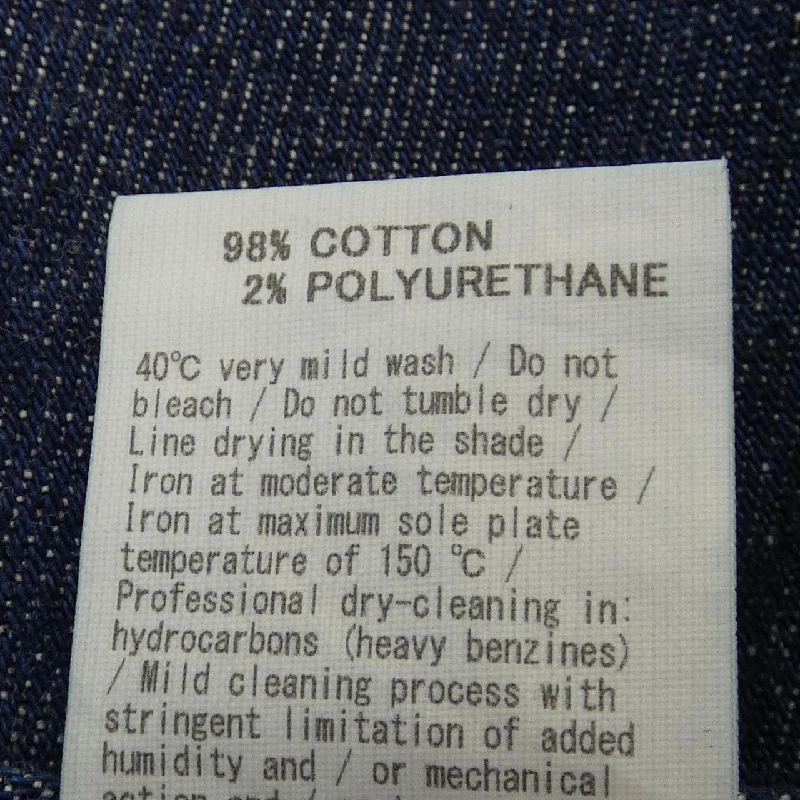 98% COTTON
2% POLYURETHANE
40℃ very mild wash / Do not
bleach / Do not tumble dry /
Line drying in the shade /
Iron at moderate temperature /
Iron at maximum sole plate
temperature of 150 ℃ /
Professional dry-cleaning in:
hydrocarbons (heavy benzines)
/ Mild cleaning process with
stringent limitation of added
humidity and / or mechanical
action and /